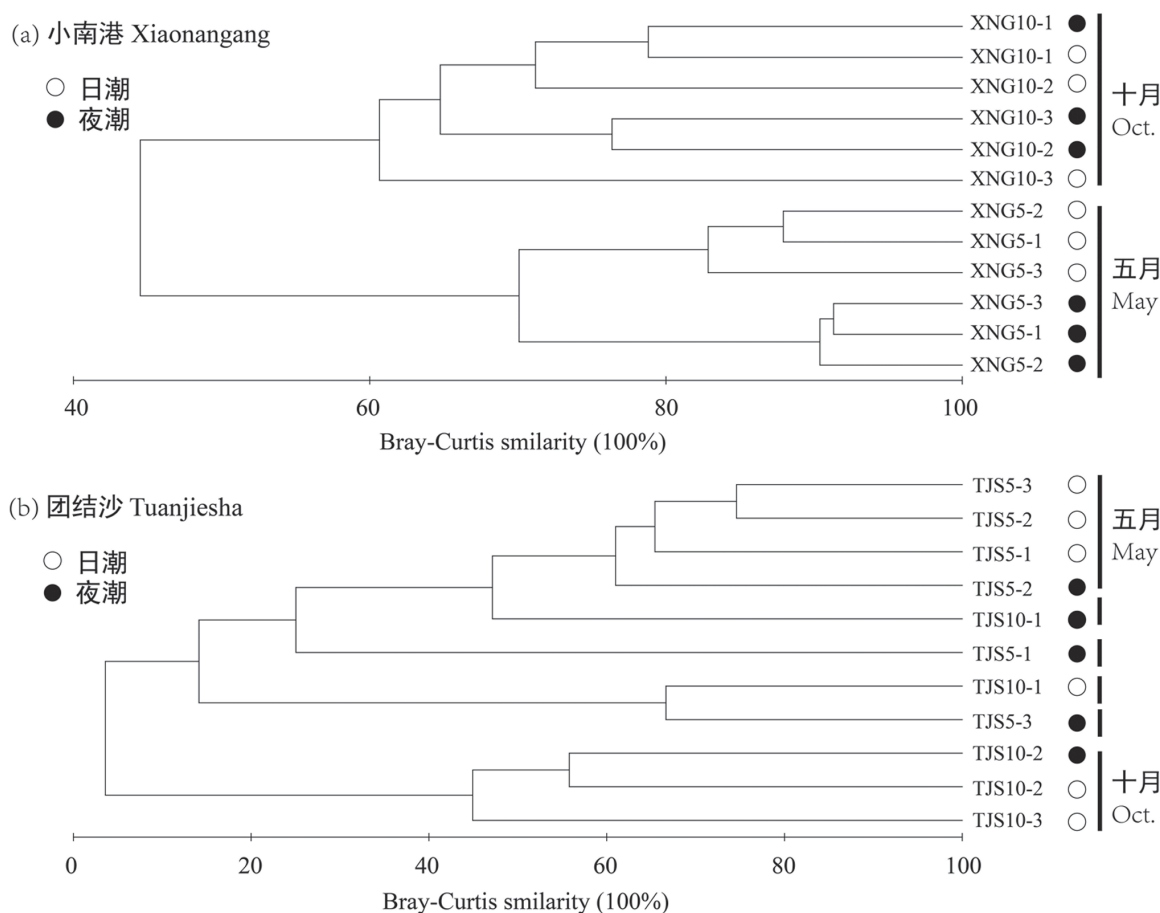 (a) 小南港 Xiaonangang
日潮
夜潮
XNG10-1
XNG10-1
XNG10-2
XNG10-3
XNG10-2
XNG10-3
XNG5-2
XNG5-1
XNG5-3
XNG5-3
XNG5-1
XNG5-2
十月
Oct.
五月
May
40 60 80 100
Bray-Curtis smilarity (100%)
(b) 团结沙 Tuanjiesha
日潮
夜潮
TJS5-3
TJS5-2
TJS5-1
TJS5-2
TJS10-1
TJS5-1
TJS10-1
TJS5-3
TJS10-2
TJS10-2
TJS10-3
五月
May
十月
Oct.
0 20 40 60 80 100
Bray-Curtis smilarity (100%)